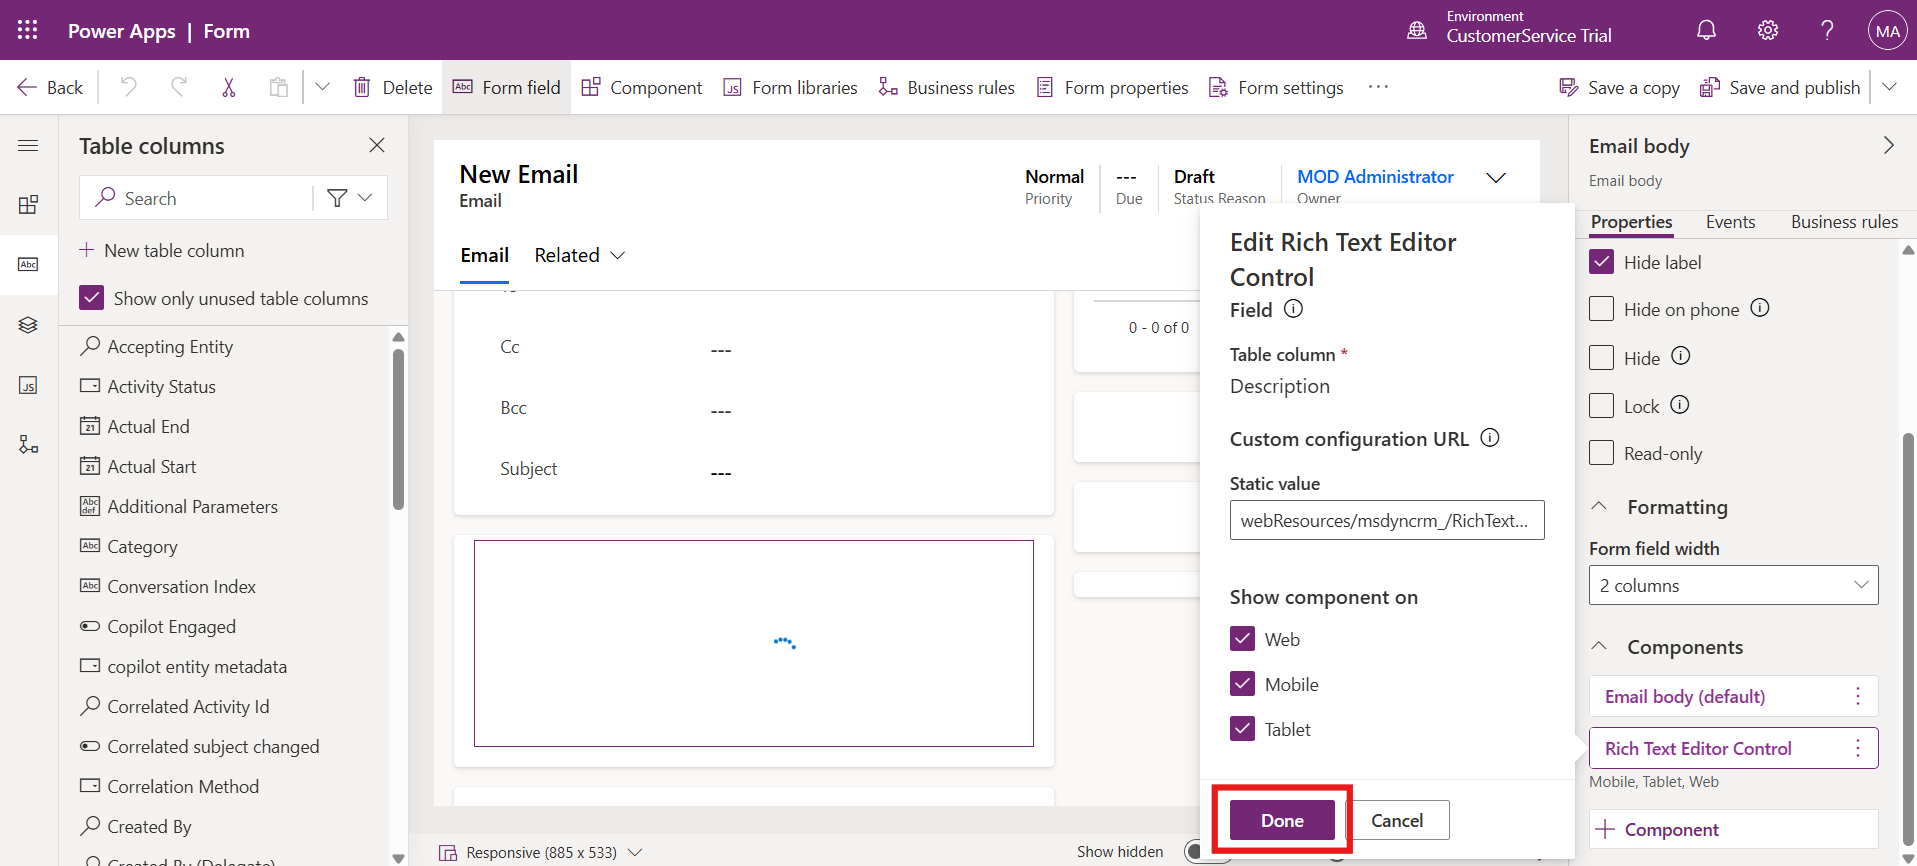 Power Apps | Form
Environment
CustomerService Trial
MA
Back
Delete
Form field
Component
Form libraries
Business rules
Form properties
Form settings
Save a copy
Save and publish
Table columns
Search
New table column
Show only unused table columns
Accepting Entity
Activity Status
Actual End
Actual Start
Additional Parameters
Category
Conversation Index
Copilot Engaged
copilot entity metadata
Correlated Activity Id
Correlated subject changed
Correlation Method
Created By
Created By (Delegate)
New Email
Email
Normal
Priority
---
Due
Draft
Status Reason
MOD Administrator
Owner
Email
Related
Cc
---
Bcc
---
Subject
---
0 - 0 of 0
Responsive (885 x 533)
Show hidden
Edit Rich Text Editor
Control
Field
Table column *
Description
Custom configuration URL
Static value
webResources/msdyncrm_/RichText...
Show component on
Web
Mobile
Tablet
Done
Cancel
Email body
Email body
Properties
Events
Business rules
Hide label
Hide on phone
Hide
Lock
Read-only
Formatting
Form field width
2 columns
Components
Email body (default)
Rich Text Editor Control
Mobile, Tablet, Web
Component